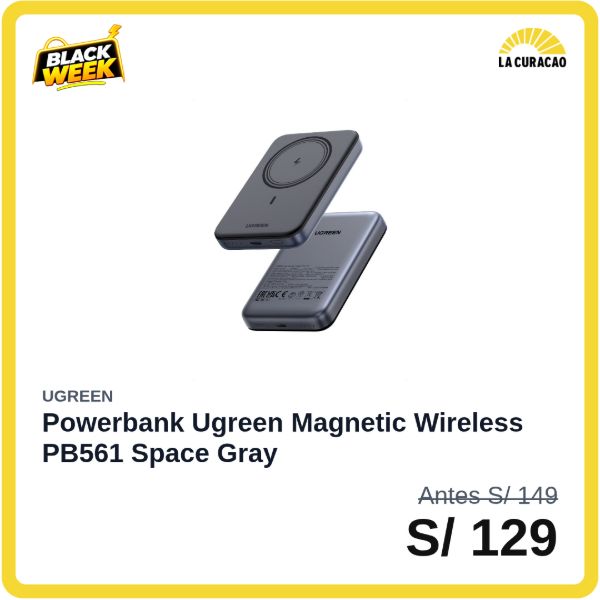 BLACK
WEEK
LA CURACAO
UGREEN
UGREEN
UGREEN
Powerbank Ugreen Magnetic Wireless
PB561 Space Gray
Antes S/ 149
S/ 129